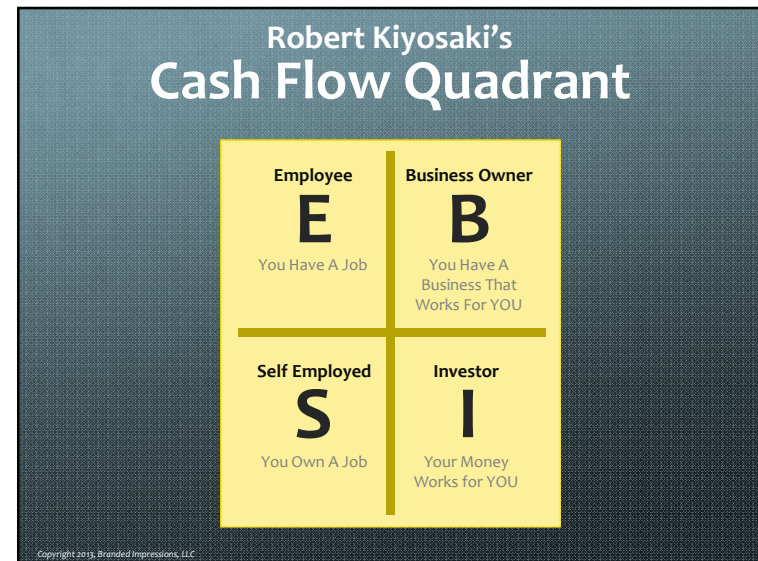 Robert Kiyosaki’s
Cash Flow Quadrant
Employee
E
You Have A Job
Business Owner
B
You Have A
Business That
Works For YOU
Self Employed
S
You Own A Job
Investor
I
Your Money
Works for YOU
Copyright 2013, Branded Impressions, LLC